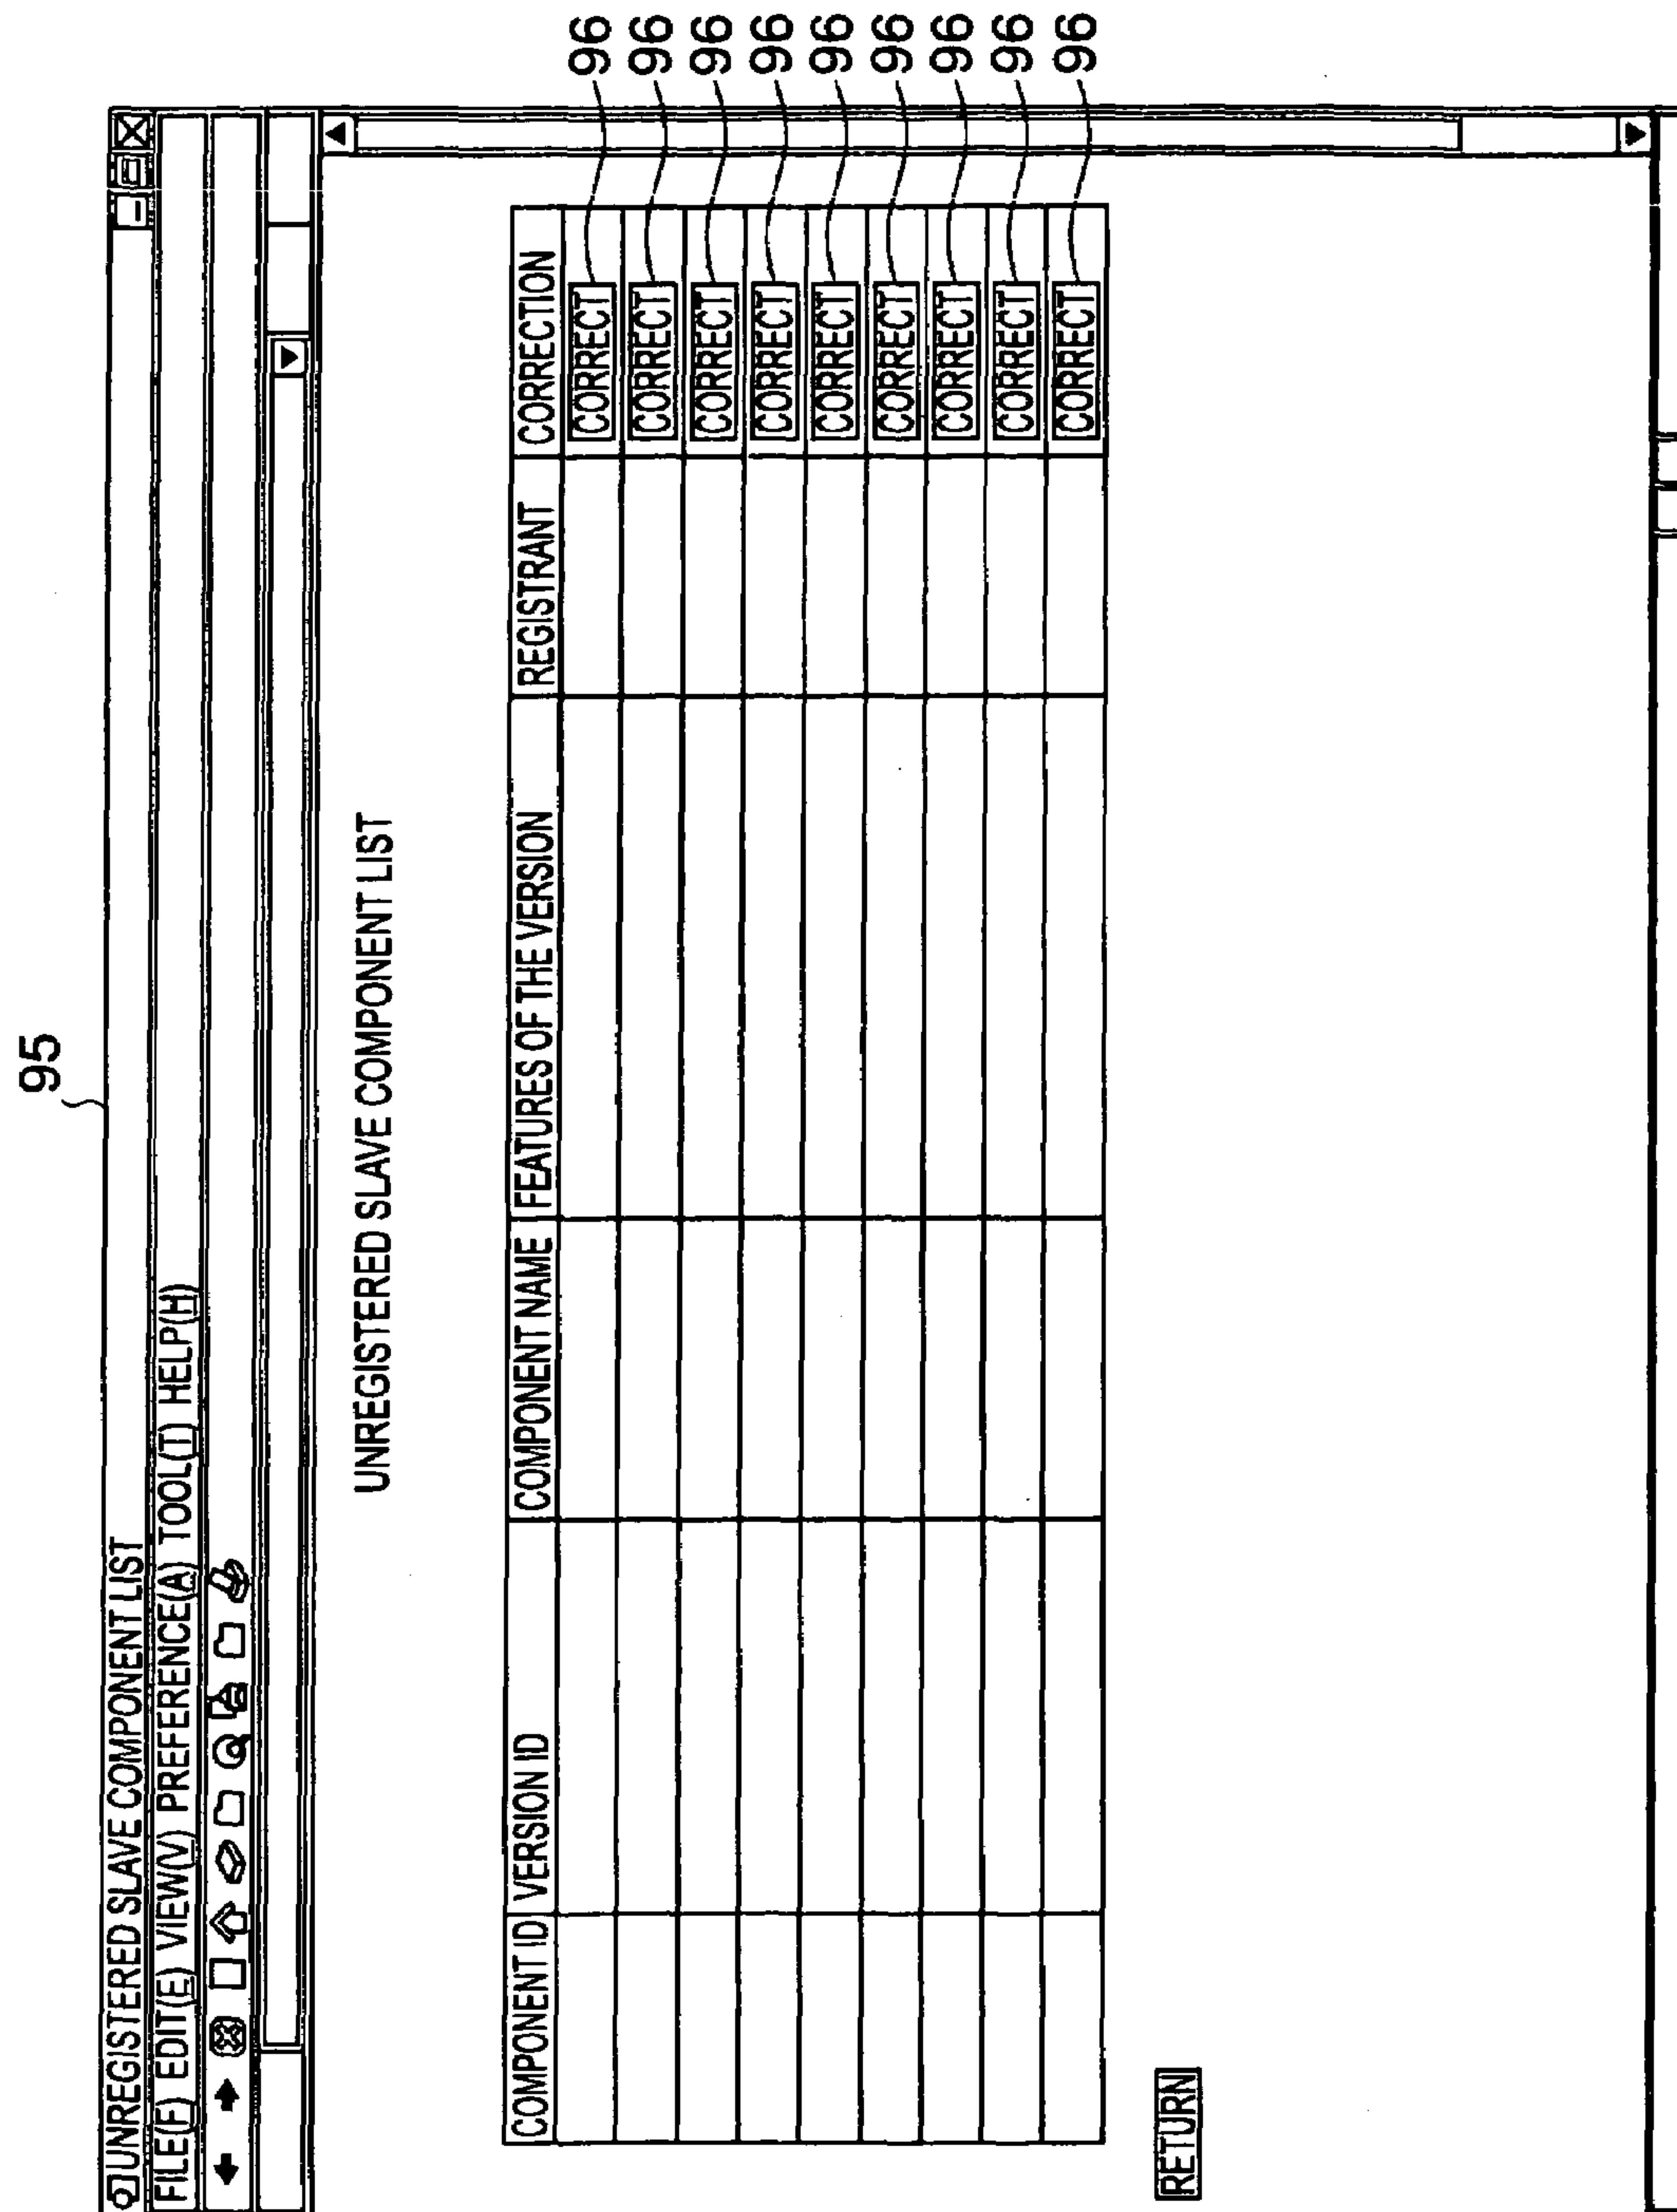 95
UNREGISTERED SLAVE COMPONENT LIST
FILE(F) EDIT(E) VIEW(V) PREFERENCE(A) TOOL(T) HELP(H)
UNREGISTERED SLAVE COMPONENT LIST
COMPONENT ID VERSION ID COMPONENT NAME FEATURES OF THE VERSION REGISTRANT CORRECTION
CORRECT 96
CORRECT 96
CORRECT 96
CORRECT 96
CORRECT 96
CORRECT 96
CORRECT 96
CORRECT 96
CORRECT 96
RETURN